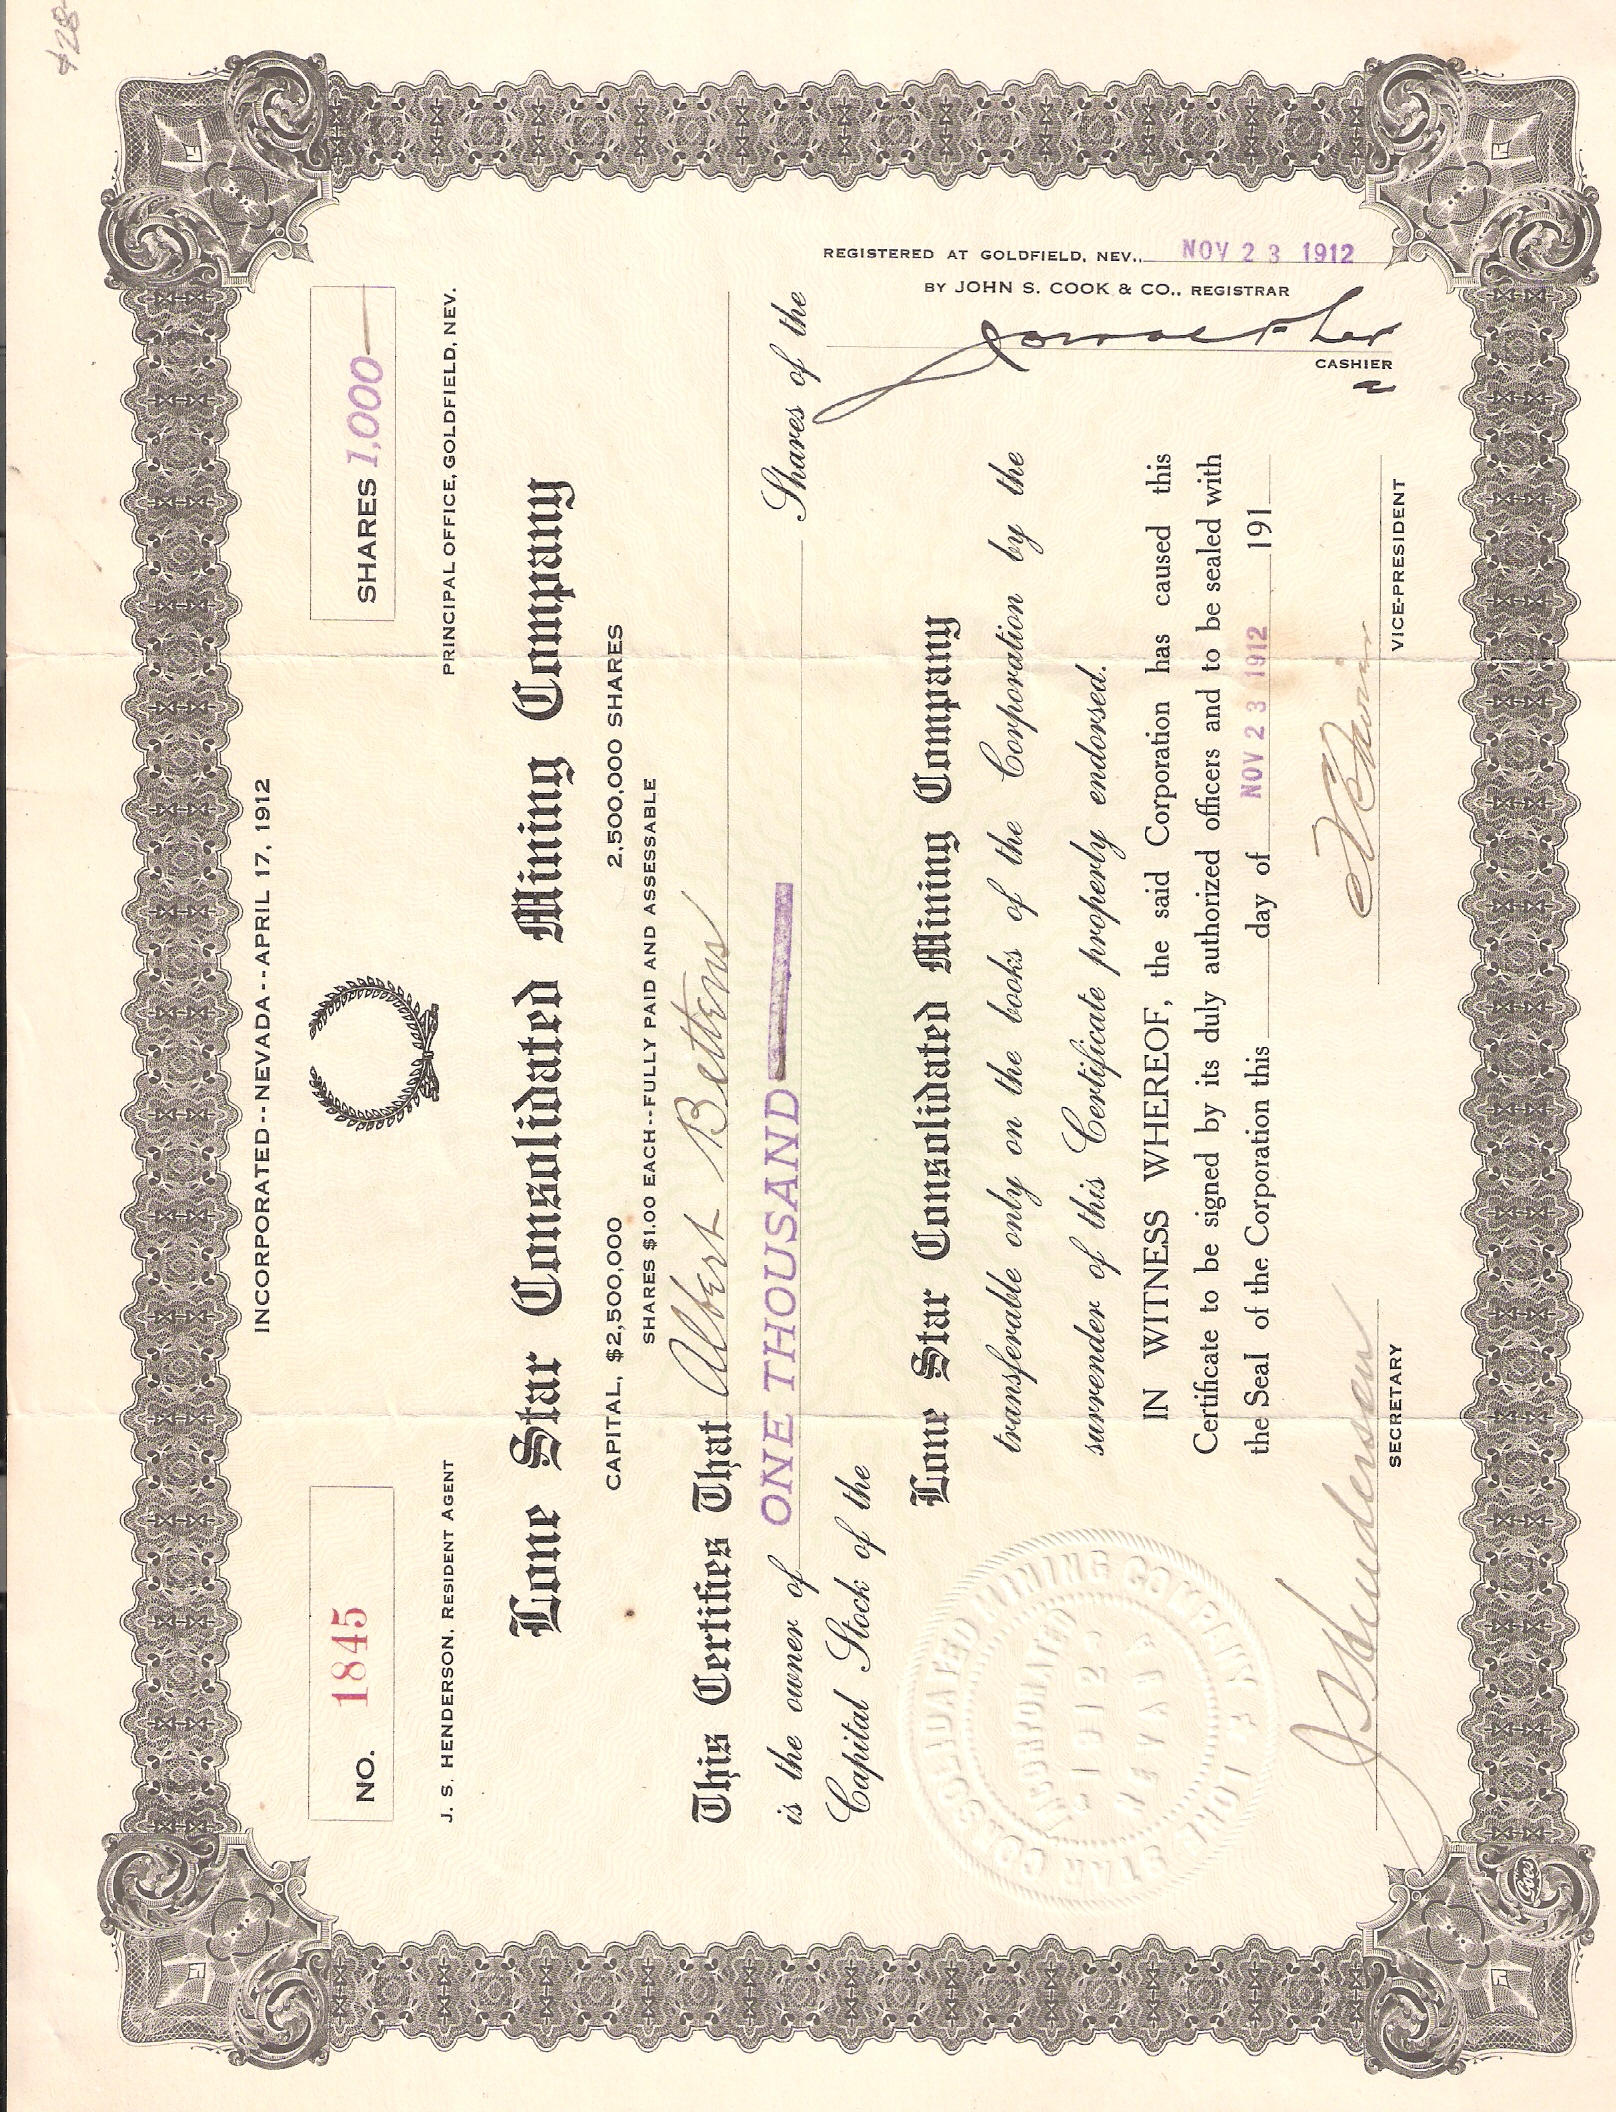 428
INCORPORATED--NEVADA--APRIL 17, 1912
NO. 1845
SHARES 1,000
J. S. HENDERSON, RESIDENT AGENT
PRINCIPAL OFFICE, GOLDFIELD, NEV.
Lone Star Consolidated Mining Company
CAPITAL, $2,500,000 2,500,000 SHARES
SHARES $1.00 EACH--FULLY PAID AND ASSESSABLE
This Certifies That Albert Bettens
is the owner of ONE THOUSAND Shares of the
Capital Stock of the
Lone Star Consolidated Mining Company
transferable only on the books of the Corporation by the
surrender of this Certificate properly endorsed.
IN WITNESS WHEREOF, the said Corporation has caused this
Certificate to be signed by its duly authorized officers and to be sealed with
the Seal of the Corporation this day of NOV 23 1912 191
J S Henderson
SECRETARY
VICE-PRESIDENT
REGISTERED AT GOLDFIELD, NEV., NOV 23 1912
BY JOHN S. COOK & CO., REGISTRAR
CASHIER
LONE STAR CONSOLIDATED MINING COMPANY
INCORPORATED
1912
NEVADA
Goes